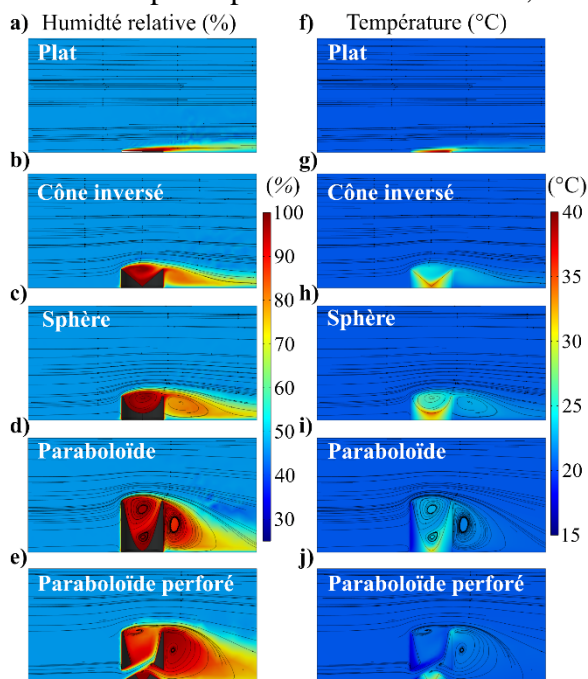 a) Humidté relative (%)
f) Température (°C)
Plat
Plat
b)
g)
Cône inversé
Cône inversé
(%)
(°C)
100
90
80
70
60
50
40
30
40
35
30
25
20
15
c)
h)
Sphère
Sphère
d)
i)
Paraboloïde
Paraboloïde
e)
j)
Paraboloïde perforé
Paraboloïde perforé